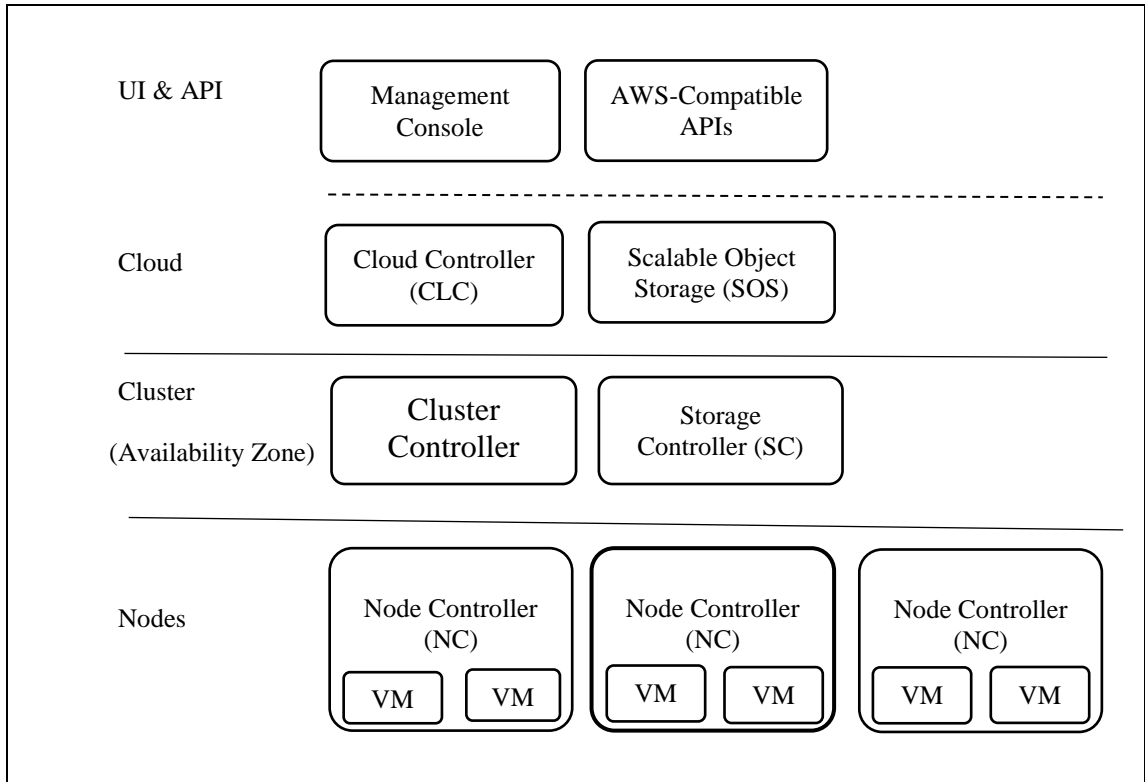 UI & API
Management
Console
AWS-Compatible
APIs
Cloud
Cloud Controller
(CLC)
Scalable Object
Storage (SOS)
Cluster
(Availability Zone)
Cluster
Controller
Storage
Controller (SC)
Nodes
Node Controller
(NC)
VM
VM
Node Controller
(NC)
VM
VM
Node Controller
(NC)
VM
VM